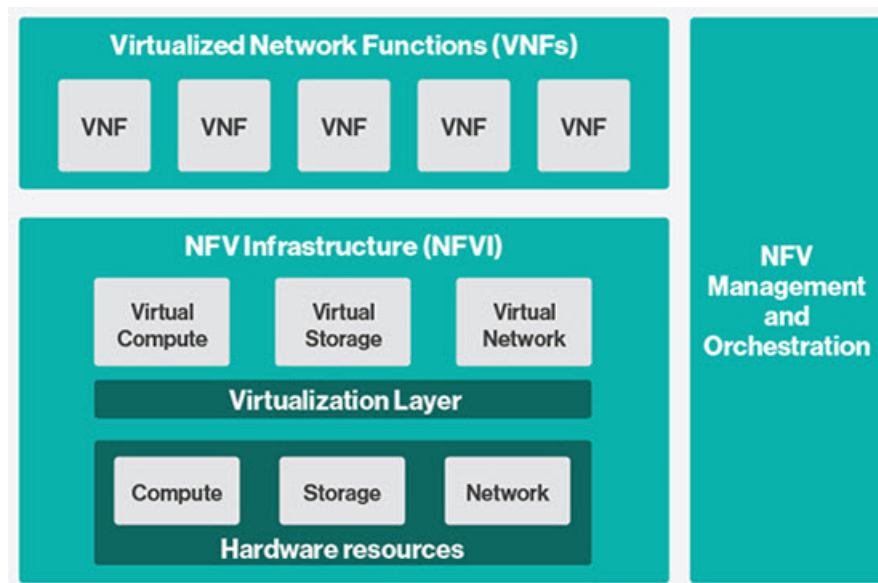 Virtualized Network Functions (VNFs)
VNF VNF VNF VNF VNF
NFV Infrastructure (NFVI)
Virtual
Compute
Virtual
Storage
Virtual
Network
Virtualization Layer
Compute Storage Network
Hardware resources
NFV
Management
and
Orchestration